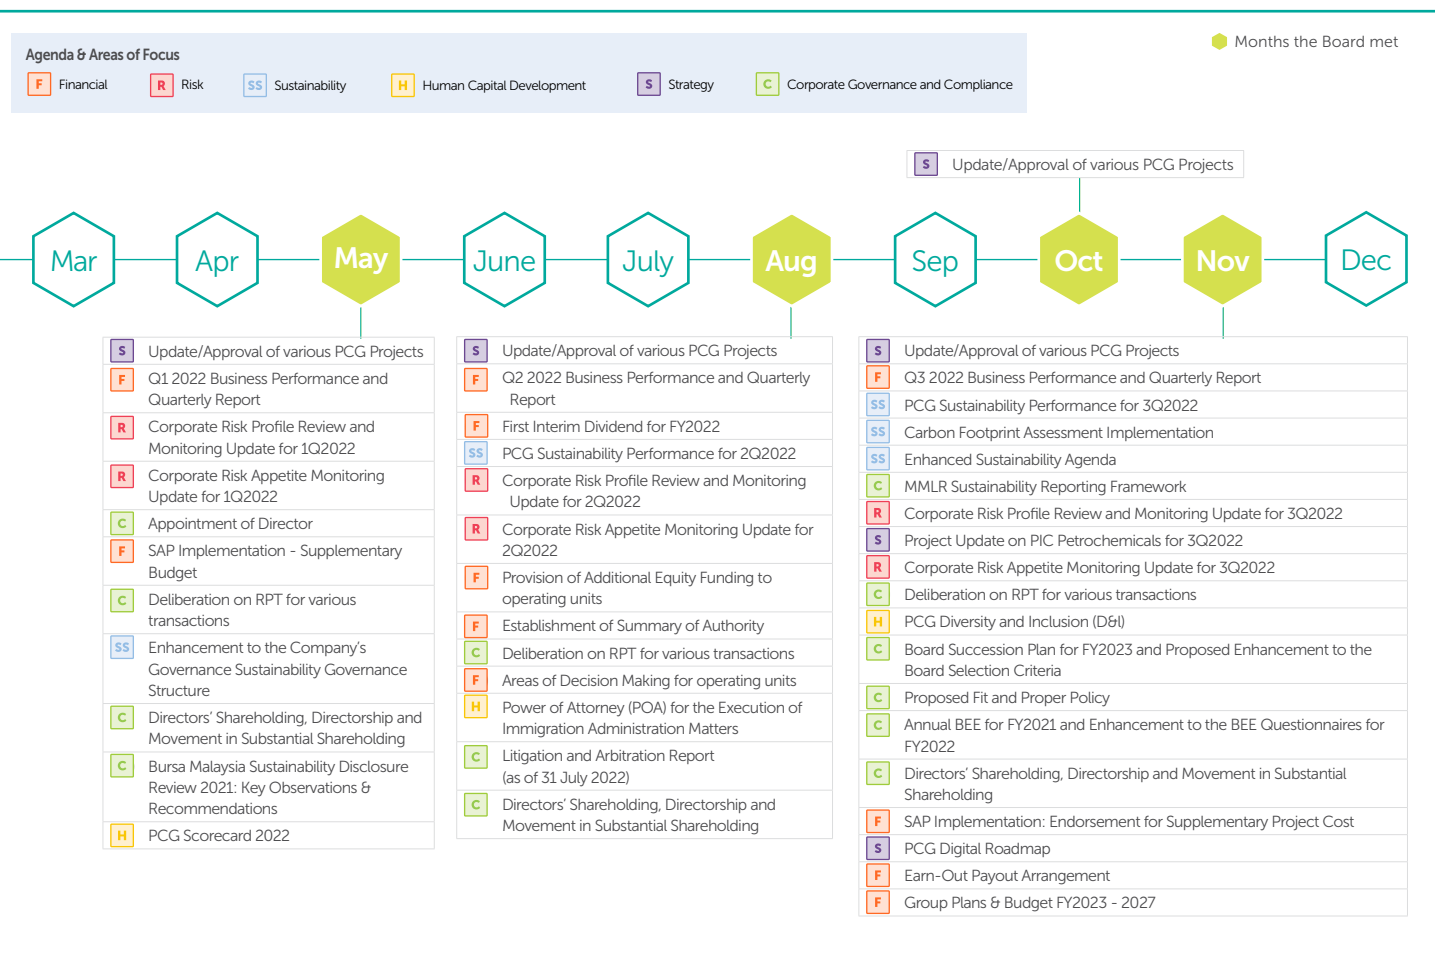 Agenda & Areas of Focus
F Financial
R Risk
SS Sustainability
H Human Capital Development
S Strategy
C Corporate Governance and Compliance
Months the Board met
S Update/Approval of various PCG Projects
Mar
Apr
May
June
July
Aug
Sep
Oct
Nov
Dec
S Update/Approval of various PCG Projects
F Q1 2022 Business Performance and
Quarterly Report
R Corporate Risk Profile Review and
Monitoring Update for 1Q2022
R Corporate Risk Appetite Monitoring
Update for 1Q2022
C Appointment of Director
F SAP Implementation - Supplementary
Budget
C Deliberation on RPT for various
transactions
SS Enhancement to the Company's
Governance Sustainability Governance
Structure
C Directors' Shareholding, Directorship and
Movement in Substantial Shareholding
C Bursa Malaysia Sustainability Disclosure
Review 2021: Key Observations &
Recommendations
H PCG Scorecard 2022
S Update/Approval of various PCG Projects
F Q2 2022 Business Performance and Quarterly
Report
F First Interim Dividend for FY2022
SS PCG Sustainability Performance for 2Q2022
R Corporate Risk Profile Review and Monitoring
Update for 2Q2022
R Corporate Risk Appetite Monitoring Update for
2Q2022
F Provision of Additional Equity Funding to
operating units
F Establishment of Summary of Authority
C Deliberation on RPT for various transactions
F Areas of Decision Making for operating units
H Power of Attorney (POA) for the Execution of
Immigration Administration Matters
C Litigation and Arbitration Report
(as of 31 July 2022)
C Directors' Shareholding, Directorship and
Movement in Substantial Shareholding
S Update/Approval of various PCG Projects
F Q3 2022 Business Performance and Quarterly Report
SS PCG Sustainability Performance for 3Q2022
SS Carbon Footprint Assessment Implementation
SS Enhanced Sustainability Agenda
C MMLR Sustainability Reporting Framework
R Corporate Risk Profile Review and Monitoring Update for 3Q2022
S Project Update on PIC Petrochemicals for 3Q2022
R Corporate Risk Appetite Monitoring Update for 3Q2022
C Deliberation on RPT for various transactions
H PCG Diversity and Inclusion (D&I)
C Board Succession Plan for FY2023 and Proposed Enhancement to the
Board Selection Criteria
C Proposed Fit and Proper Policy
C Annual BEE for FY2021 and Enhancement to the BEE Questionnaires for
FY2022
C Directors' Shareholding, Directorship and Movement in Substantial
Shareholding
F SAP Implementation: Endorsement for Supplementary Project Cost
S PCG Digital Roadmap
F Earn-Out Payout Arrangement
F Group Plans & Budget FY2023 - 2027